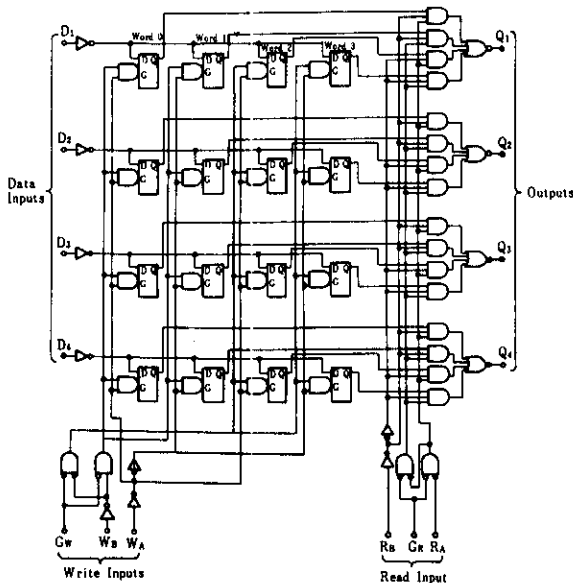 D1
Word 0
Word 1
Word 2
Word 3
D Q
G
D Q
G
D Q
G
D Q
G
Q1
D2
D Q
G
D Q
G
D Q
G
D Q
G
Q2
Data
Inputs
Outputs
D3
D Q
G
D Q
G
D Q
G
D Q
G
Q3
D4
D Q
G
D Q
G
D Q
G
D Q
G
Q4
GW
WB
WA
RB
GR
RA
Write Inputs
Read Input